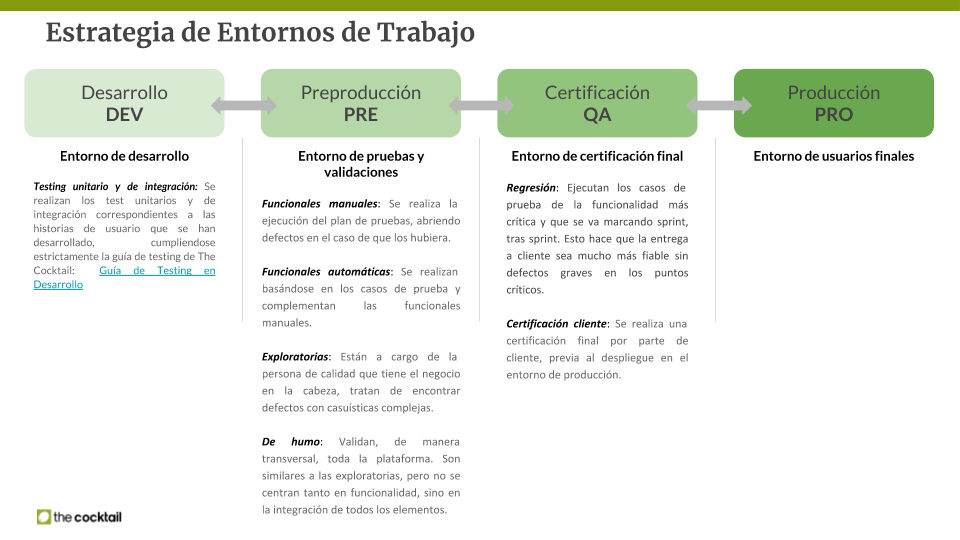 Estrategia de Entornos de Trabajo
Desarrollo
DEV
Preproducción
PRE
Certificación
QA
Producción
PRO
Entorno de desarrollo
Testing unitario y de integración: Se
realizan los test unitarios y de
integración correspondientes a las
historias de usuario que se han
desarrollado, cumpliendose
estrictamente la guía de testing de The
Cocktail: Guía de Testing en
Desarrollo
Entorno de pruebas y
validaciones
Funcionales manuales: Se realiza la
ejecución del plan de pruebas, abriendo
defectos en el caso de que los hubiera.
Funcionales automáticas: Se realizan
basándose en los casos de prueba y
complementan las funcionales
manuales.
Exploratorias: Están a cargo de la
persona de calidad que tiene el negocio
en la cabeza, tratan de encontrar
defectos con casuísticas complejas.
De humo: Validan, de manera
transversal, toda la plataforma. Son
similares a las exploratorias, pero no se
centran tanto en funcionalidad, sino en
la integración de todos los elementos.
Entorno de certificación final
Regresión: Ejecutan los casos de
prueba de la funcionalidad más
crítica y que se va marcando sprint,
tras sprint. Esto hace que la entrega
a cliente sea mucho más fiable sin
defectos graves en los puntos
críticos.
Certificación cliente: Se realiza una
certificación final por parte de
cliente, previa al despliegue en el
entorno de producción.
Entorno de usuarios finales
the cocktail